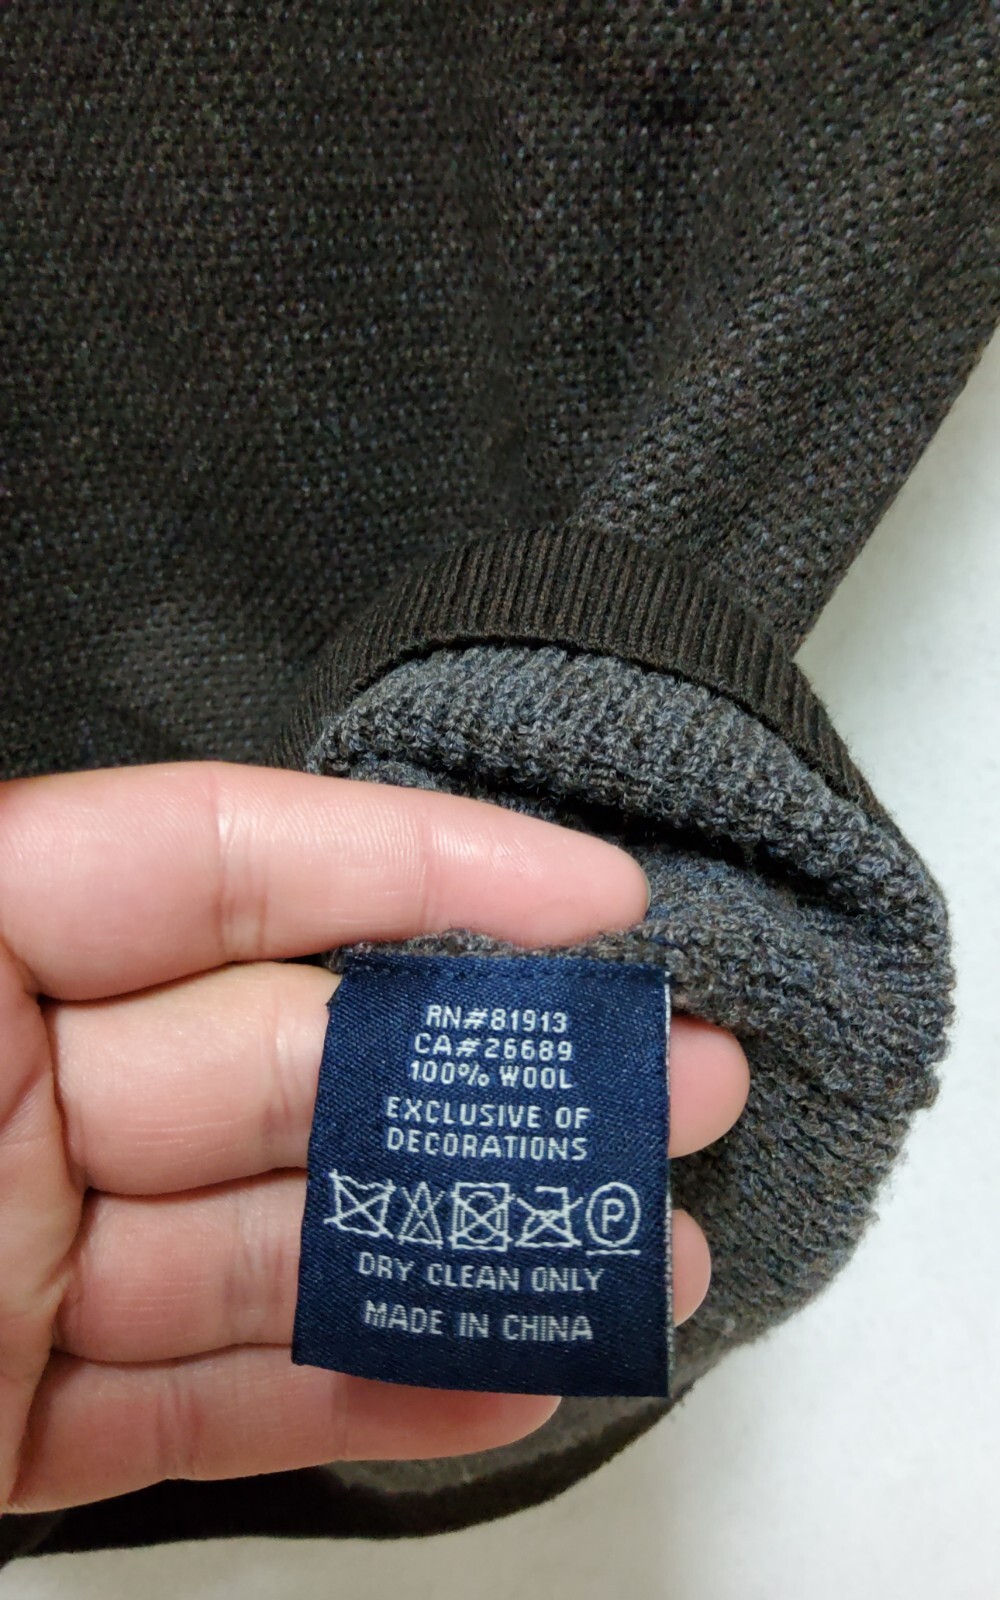 RN#81913
CA#26689
100% WOOL
EXCLUSIVE OF
DECORATIONS
P
DRY CLEAN ONLY
MADE IN CHINA